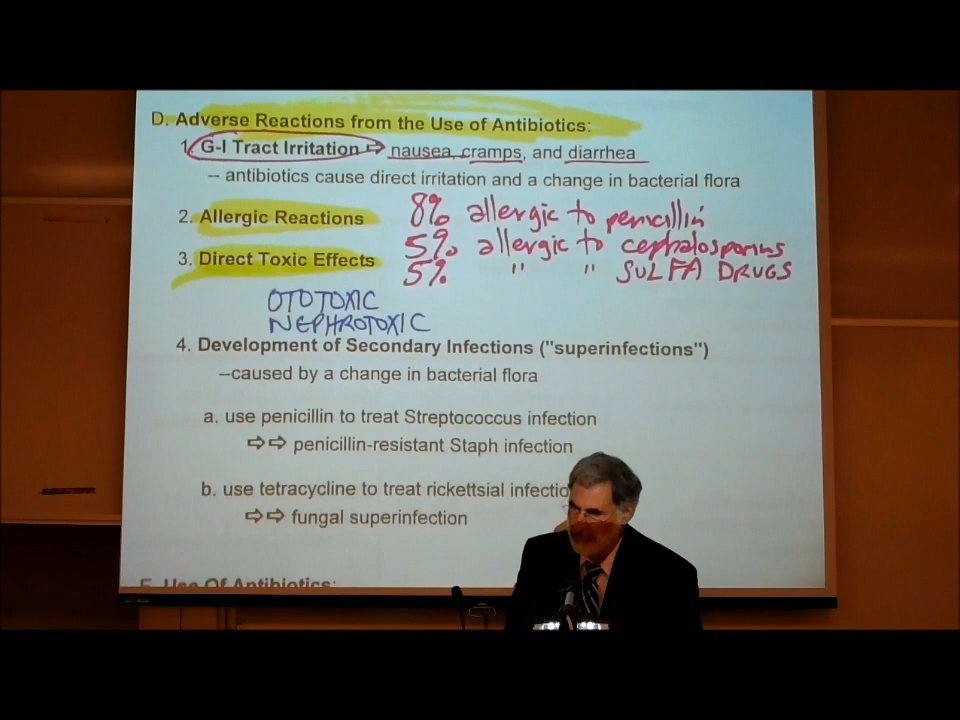 D. Adverse Reactions from the Use of Antibiotics:
1. G-I Tract Irritation ⇨ nausea, cramps, and diarrhea
-- antibiotics cause direct irritation and a change in bacterial flora
2. Allergic Reactions 8% allergic to penicillin
5% allergic to cephalosporins
3. Direct Toxic Effects 5% " " SULFA DRUGS
OTOTOXIC
NEPHROTOXIC
4. Development of Secondary Infections ("superinfections")
--caused by a change in bacterial flora
a. use penicillin to treat Streptococcus infection
⇨⇨ penicillin-resistant Staph infection
b. use tetracycline to treat rickettsial infectio
⇨⇨ fungal superinfection
E. Use Of Antibiotics: